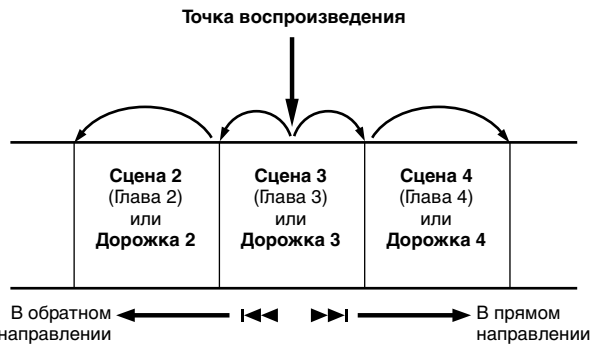 Точка воспроизведения
Сцена 2
(Глава 2)
или
Дорожка 2
Сцена 3
(Глава 3)
или
Дорожка 3
Сцена 4
(Глава 4)
или
Дорожка 4
В обратном
направлении
В прямом
направлении